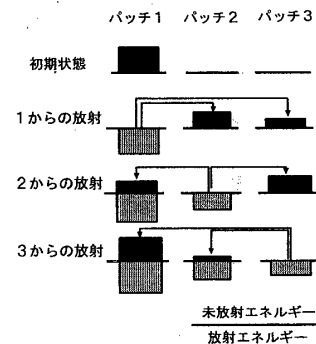 パッチ1 パッチ2 パッチ3
初期状態
1からの放射
2からの放射
3からの放射
未放射エネルギー
放射エネルギー